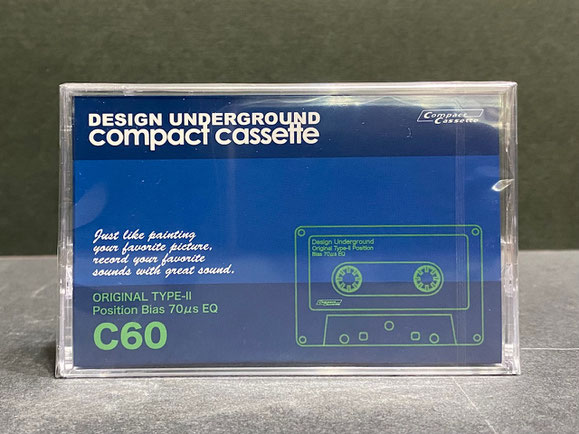 DESIGN UNDERGROUND
compact cassette
Compact
Cassette
Just like painting
your favorite picture,
record your favorite
sounds with great sound.
ORIGINAL TYPE-II
Position Bias 70μs EQ
C60
Design Underground
Original Type-II Position
Bias 70μs EQ